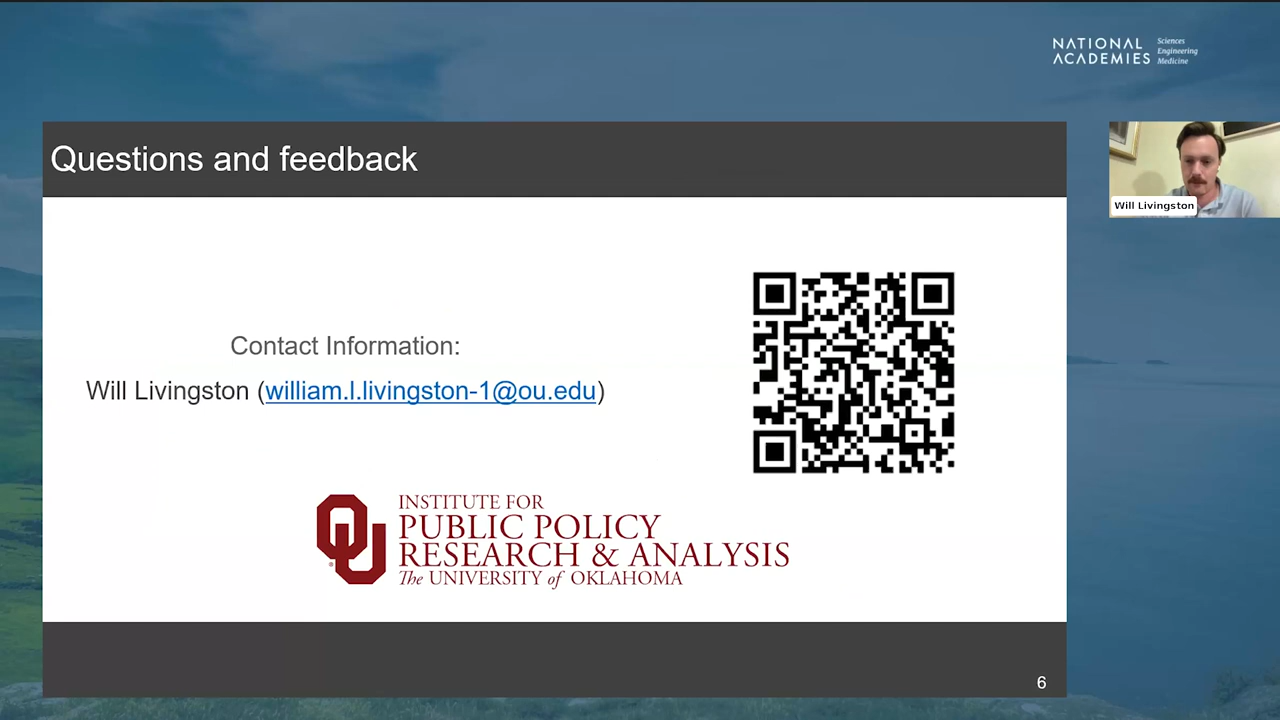 NATIONAL
ACADEMIES
Sciences
Engineering
Medicine
Questions and feedback
Will Livingston
Contact Information:
Will Livingston (william.l.livingston-1@ou.edu)
OU
INSTITUTE FOR
PUBLIC POLICY
RESEARCH & ANALYSIS
The UNIVERSITY of OKLAHOMA
6